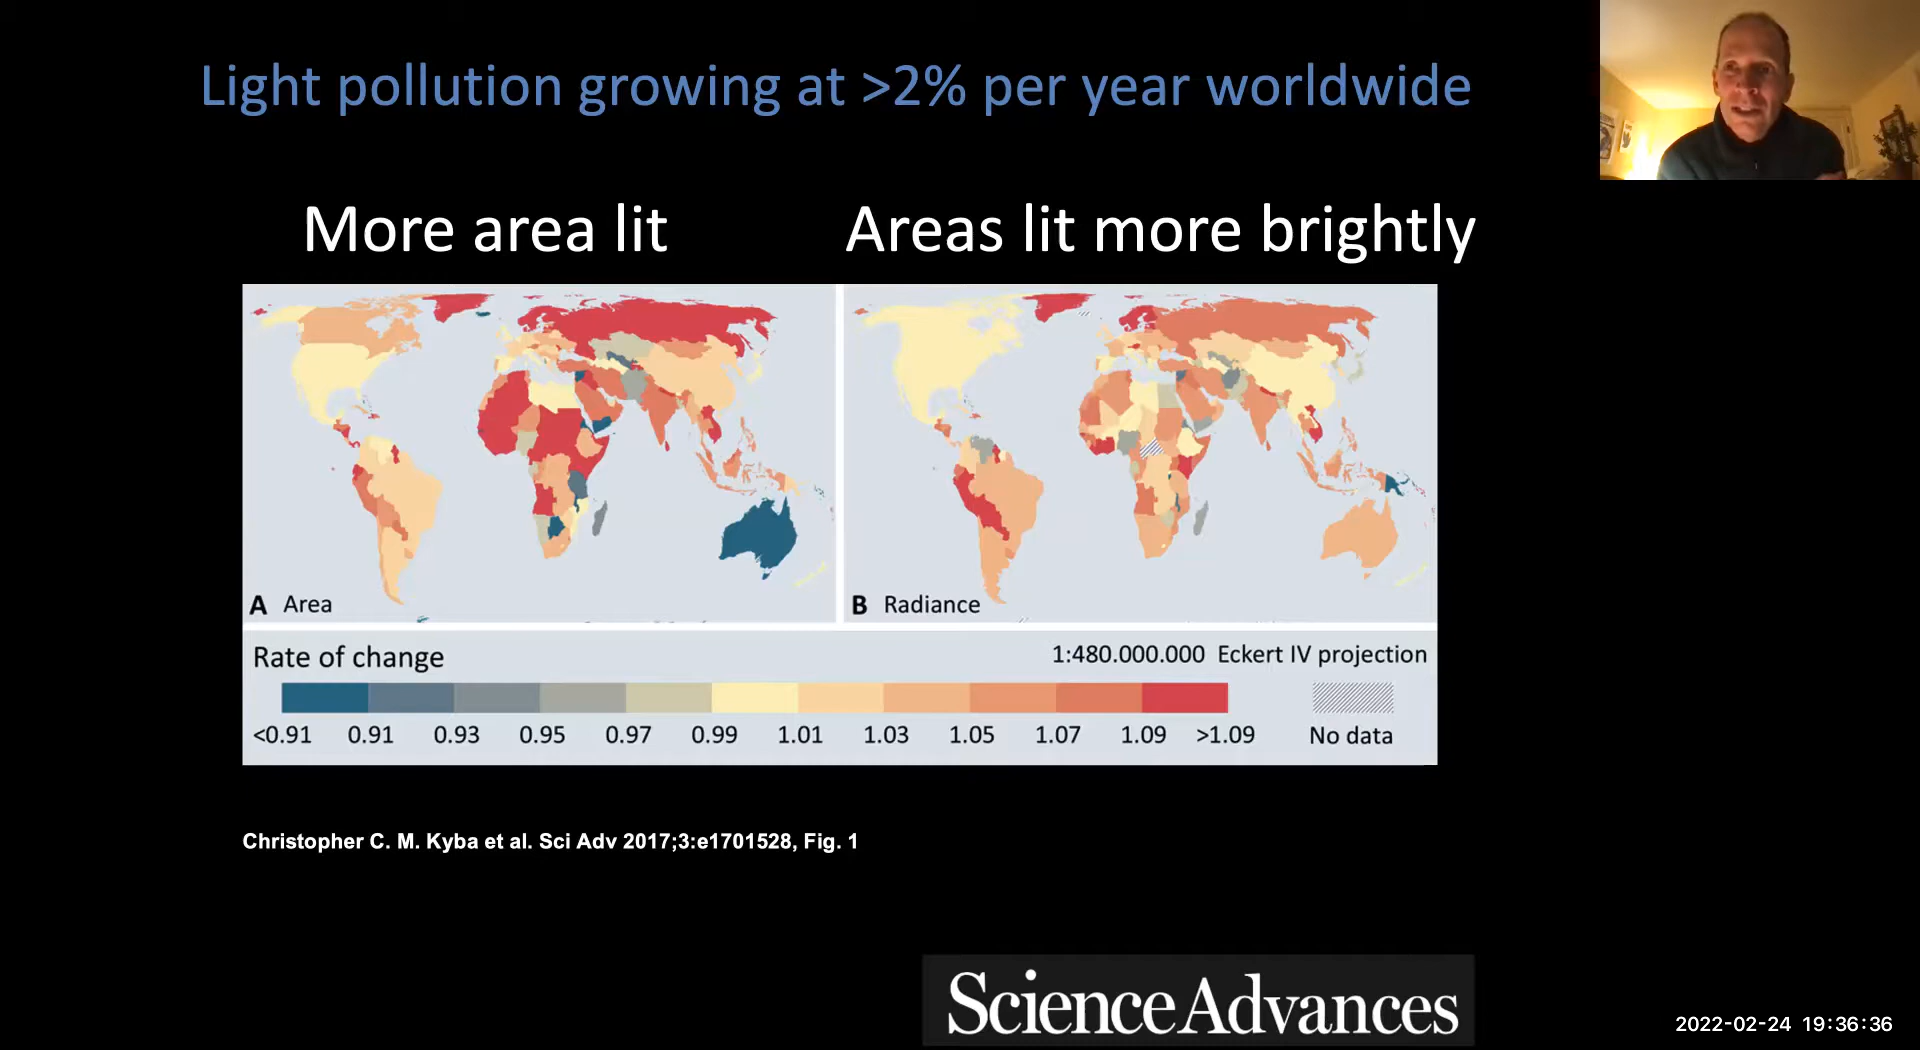 Light pollution growing at >2% per year worldwide
More area lit
Areas lit more brightly
A Area
B Radiance
Rate of change
1:480.000.000 Eckert IV projection
<0.91 0.91 0.93 0.95 0.97 0.99 1.01 1.03 1.05 1.07 1.09 >1.09 No data
Christopher C. M. Kyba et al. Sci Adv 2017;3:e1701528, Fig. 1
ScienceAdvances
2022-02-24 19:36:36